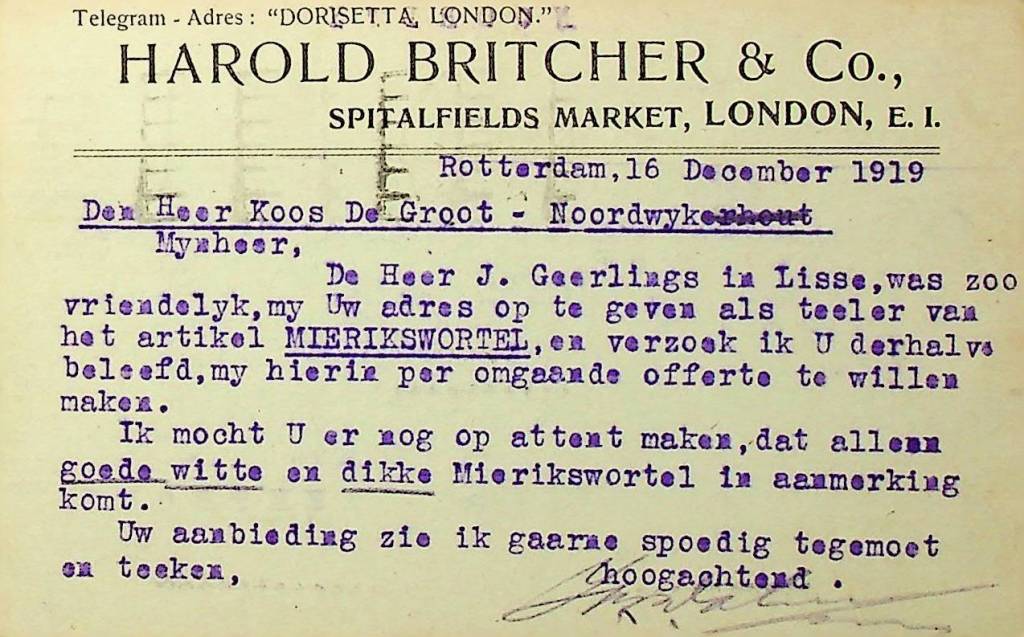 Telegram - Adres : "DORISETTA, LONDON."
HAROLD BRITCHER & Co.,
SPITALFIELDS MARKET, LONDON, E. I.
Rotterdam,16 December 1919
Den Heer Koos De Groot - Noordwykerhout
Mynheer,
De Heer J. Geerlings in Lisse,was zoo
vriendelyk,my Uw adres op te geven als teeler van
het artikel MIERIKSWORTEL,en verzoek ik U derhalve
beleefd,my hierin per omgaande offerte te willen
maken.
Ik mocht U er nog op attent maken,dat alleen
goede witte en dikke Mierikswortel in aanmerking
komt.
Uw aanbieding zie ik gaarne spoedig tegemoet
en teeken, hoogachtend .